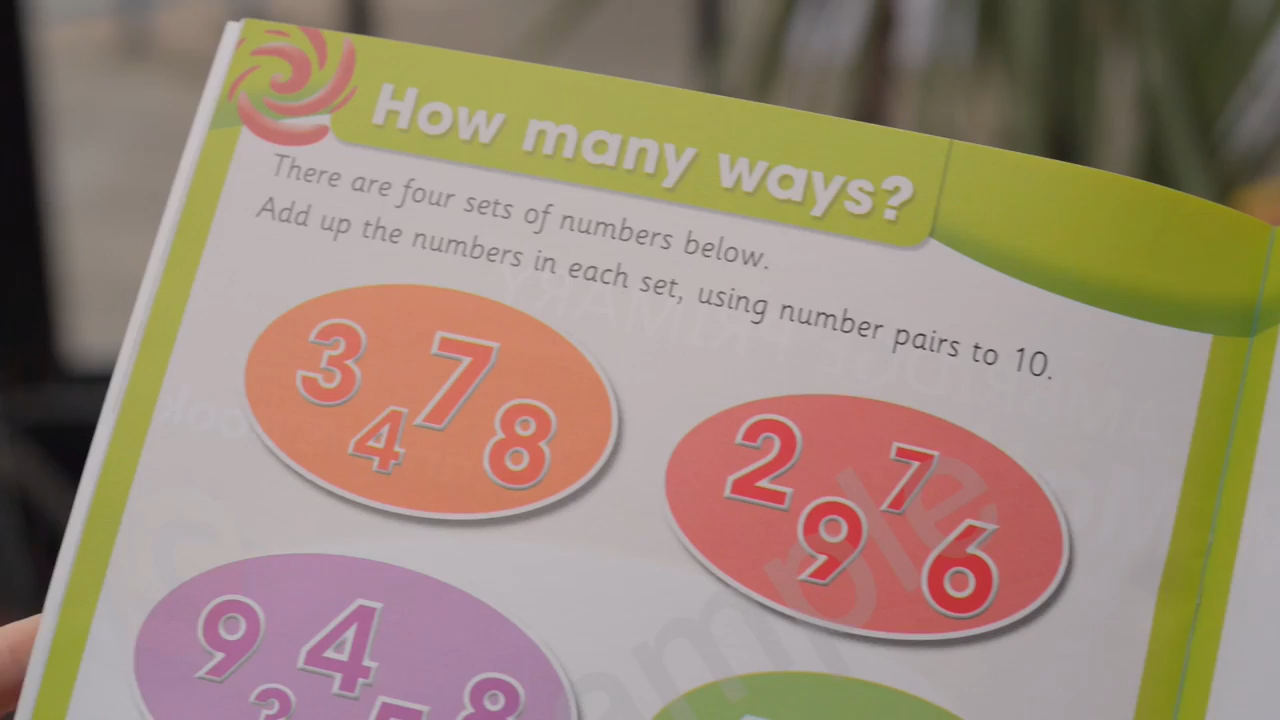 How many ways?
There are four sets of numbers below.
Add up the numbers in each set, using number pairs to 10.
3 7
4 8
2 7
9 6
9 4
3 8